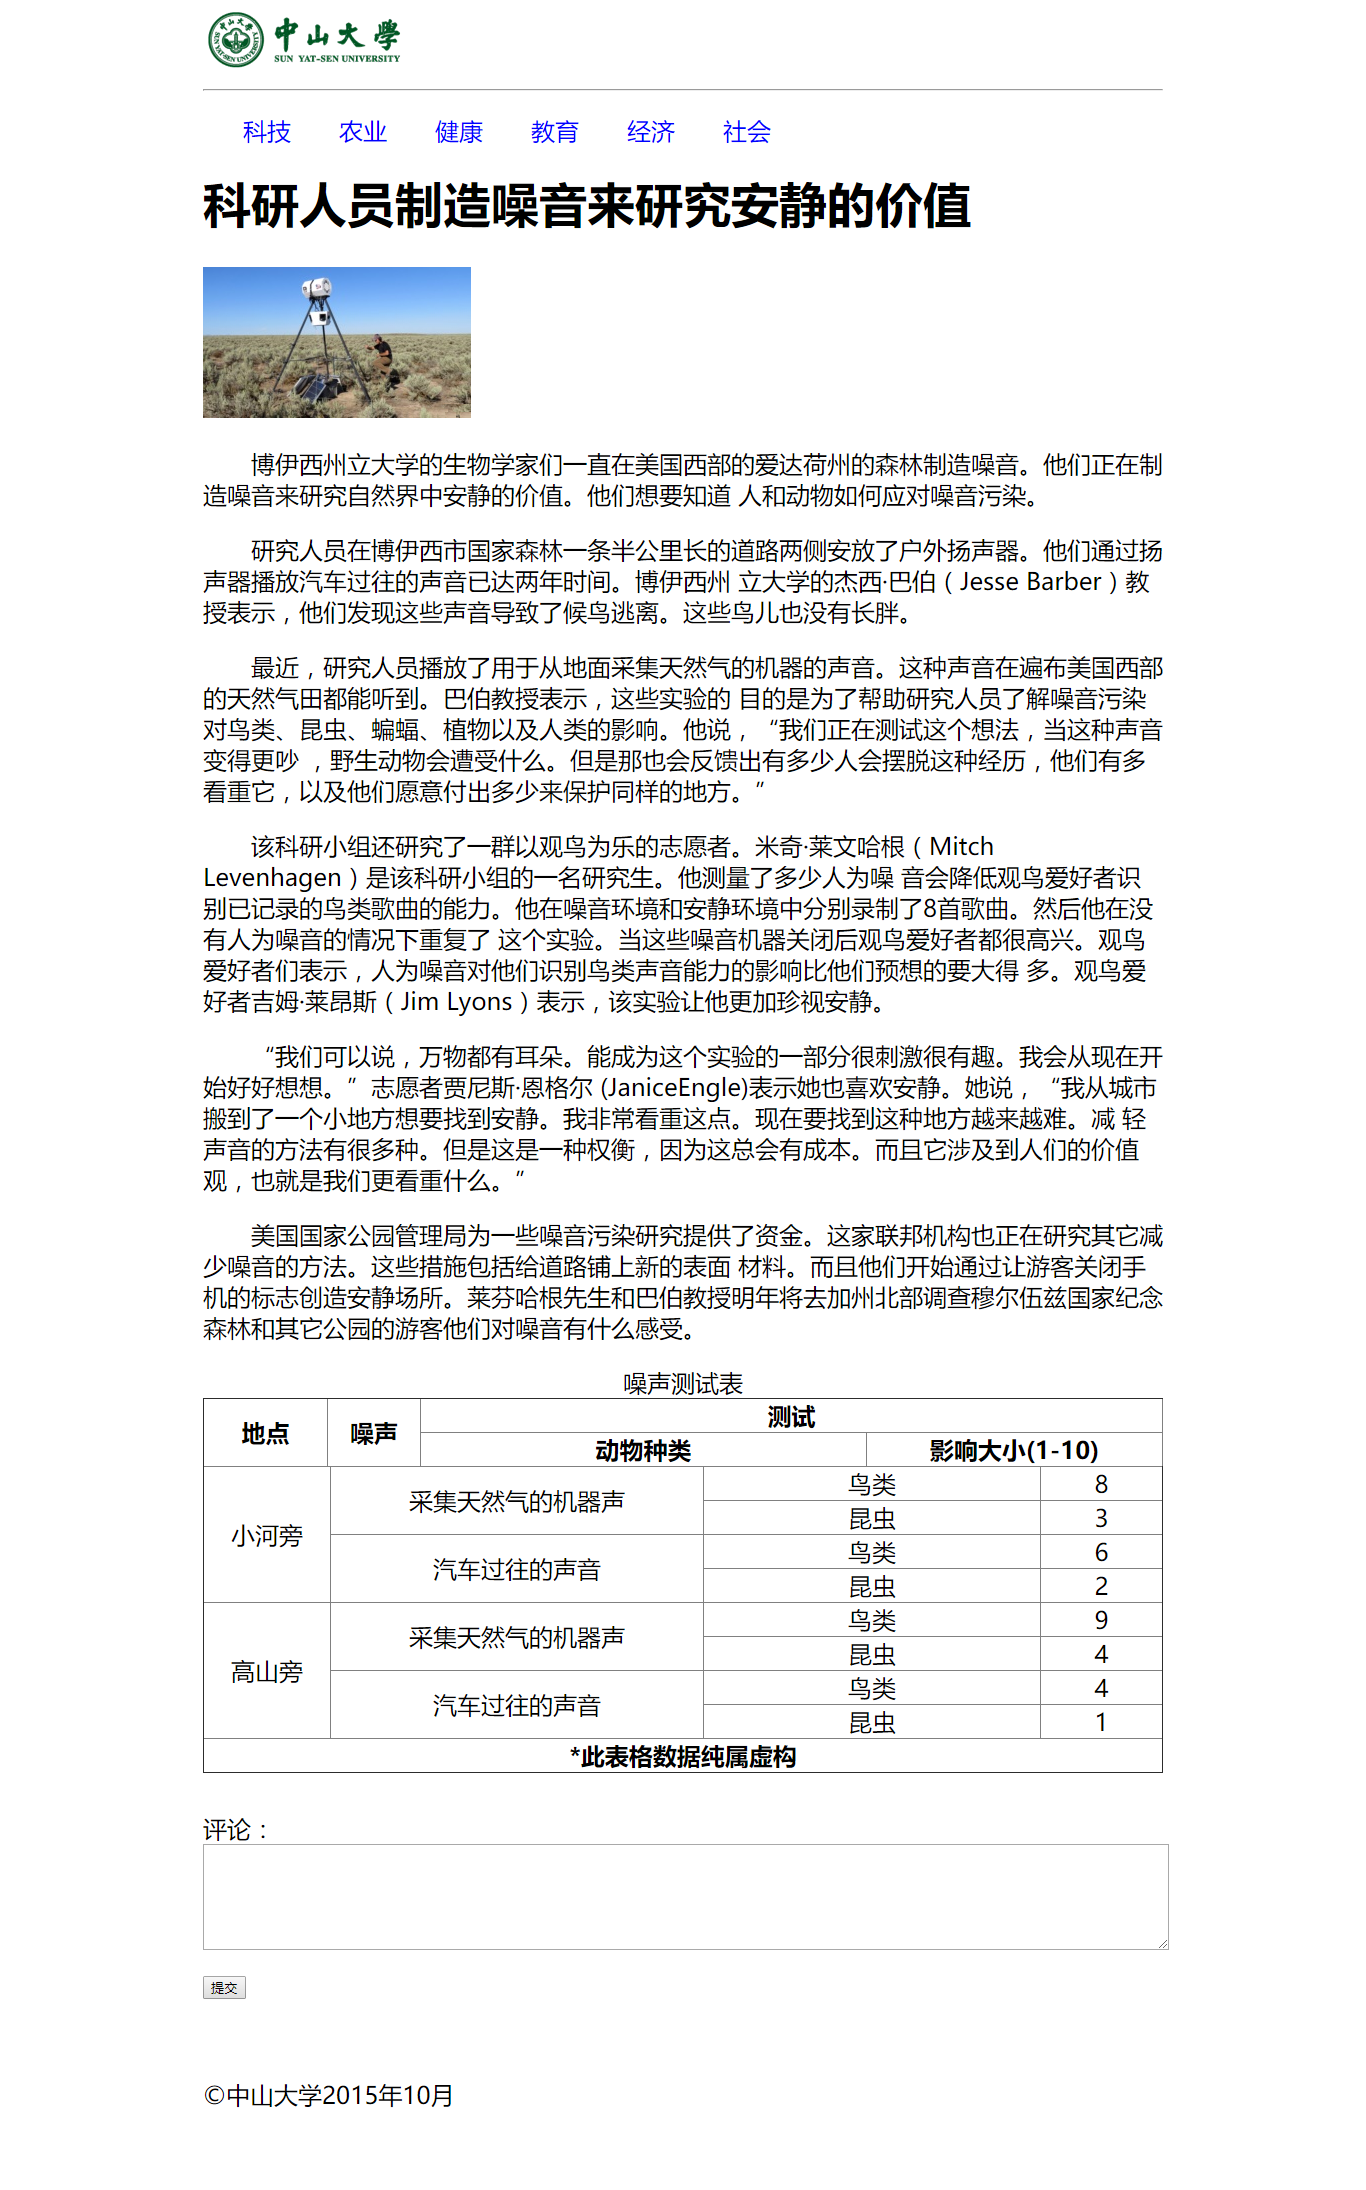 中山大學
SUN YAT-SEN UNIVERSITY
科技 农业 健康 教育 经济 社会
科研人员制造噪音来研究安静的价值
博伊西州立大学的生物学家们一直在美国西部的爱达荷州的森林制造噪音。他们正在制
造噪音来研究自然界中安静的价值。他们想要知道 人和动物如何应对噪音污染。
研究人员在博伊西市国家森林一条半公里长的道路两侧安放了户外扬声器。他们通过扬
声器播放汽车过往的声音已达两年时间。博伊西州 立大学的杰西·巴伯（Jesse Barber）教
授表示，他们发现这些声音导致了候鸟逃离。这些鸟儿也没有长胖。
最近，研究人员播放了用于从地面采集天然气的机器的声音。这种声音在遍布美国西部
的天然气田都能听到。巴伯教授表示，这些实验的 目的是为了帮助研究人员了解噪音污染
对鸟类、昆虫、蝙蝠、植物以及人类的影响。他说，“我们正在测试这个想法，当这种声音
变得更吵 ，野生动物会遭受什么。但是那也会反馈出有多少人会摆脱这种经历，他们有多
看重它，以及他们愿意付出多少来保护同样的地方。”
该科研小组还研究了一群以观鸟为乐的志愿者。米奇·莱文哈根（Mitch
Levenhagen）是该科研小组的一名研究生。他测量了多少人为噪 音会降低观鸟爱好者识
别已记录的鸟类歌曲的能力。他在噪音环境和安静环境中分别录制了8首歌曲。然后他在没
有人为噪音的情况下重复了 这个实验。当这些噪音机器关闭后观鸟爱好者都很高兴。观鸟
爱好者们表示，人为噪音对他们识别鸟类声音能力的影响比他们预想的要大得 多。观鸟爱
好者吉姆·莱昂斯（Jim Lyons）表示，该实验让他更加珍视安静。
“我们可以说，万物都有耳朵。能成为这个实验的一部分很刺激很有趣。我会从现在开
始好好想想。”志愿者贾尼斯·恩格尔 (JaniceEngle)表示她也喜欢安静。她说，“我从城市
搬到了一个小地方想要找到安静。我非常看重这点。现在要找到这种地方越来越难。减 轻
声音的方法有很多种。但是这是一种权衡，因为这总会有成本。而且它涉及到人们的价值
观，也就是我们更看重什么。”
美国国家公园管理局为一些噪音污染研究提供了资金。这家联邦机构也正在研究其它减
少噪音的方法。这些措施包括给道路铺上新的表面 材料。而且他们开始通过让游客关闭手
机的标志创造安静场所。莱芬哈根先生和巴伯教授明年将去加州北部调查穆尔伍兹国家纪念
森林和其它公园的游客他们对噪音有什么感受。
噪声测试表
地点 噪声 测试
动物种类 影响大小(1-10)
小河旁 采集天然气的机器声 鸟类 8
昆虫 3
汽车过往的声音 鸟类 6
昆虫 2
高山旁 采集天然气的机器声 鸟类 9
昆虫 4
汽车过往的声音 鸟类 4
昆虫 1
*此表格数据纯属虚构
评论：
提交
©中山大学2015年10月